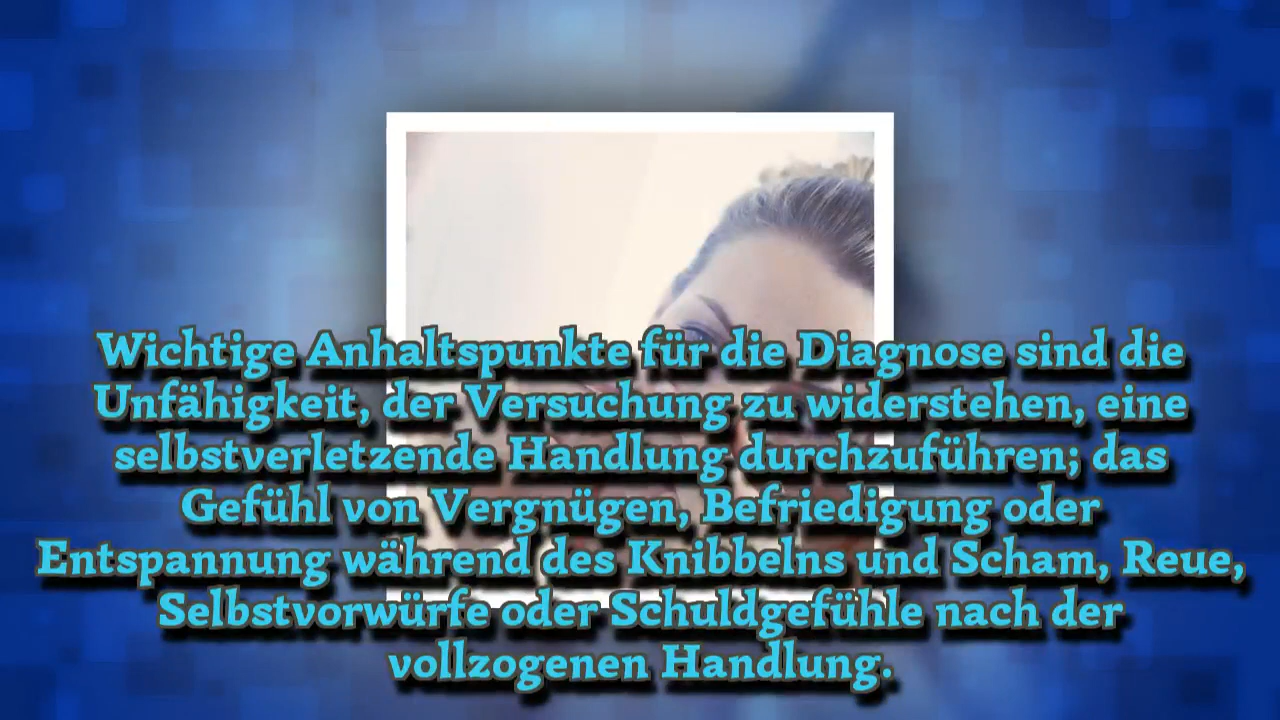 Wichtige Anhaltspunkte für die Diagnose sind die
Unfähigkeit, der Versuchung zu widerstehen, eine
selbstverletzende Handlung durchzuführen; das
Gefühl von Vergnügen, Befriedigung oder
Entspannung während des Knibbelns und Scham, Reue,
Selbstvorwürfe oder Schuldgefühle nach der
vollzogenen Handlung.